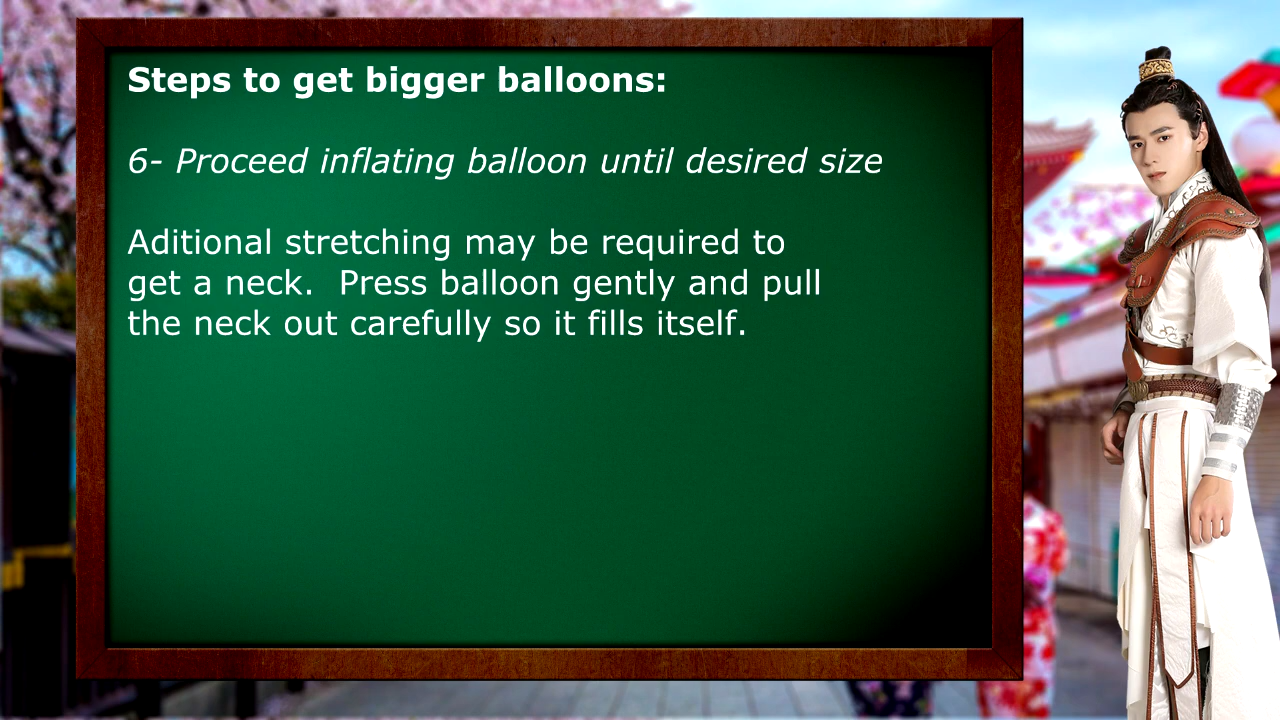 Steps to get bigger balloons:
6- Proceed inflating balloon until desired size
Aditional stretching may be required to
get a neck.  Press balloon gently and pull
the neck out carefully so it fills itself.